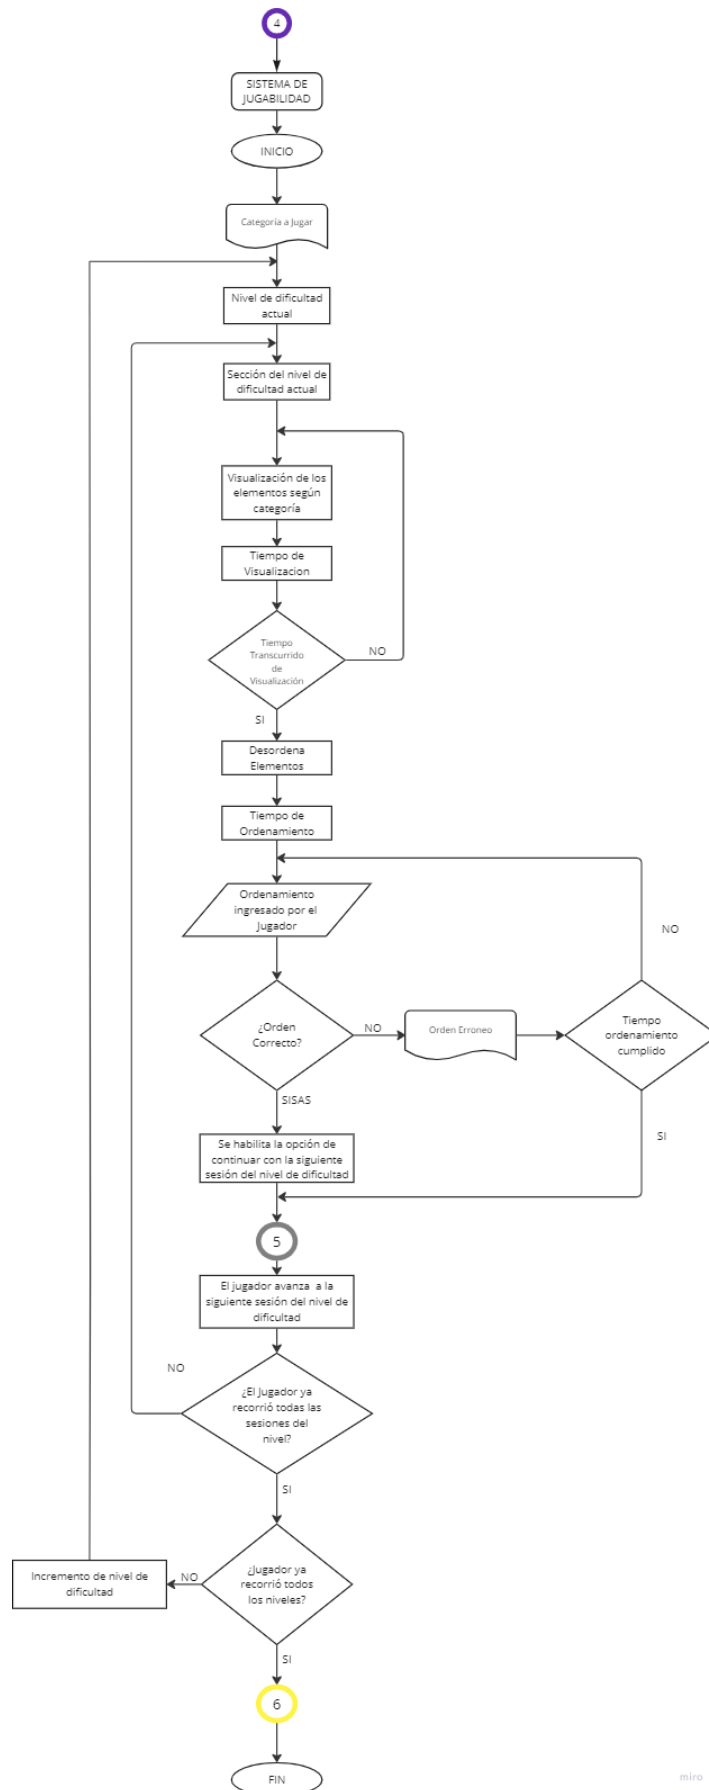 4
SISTEMA DE
JUGABILIDAD
INICIO
Categoría a Jugar
Nivel de dificultad
actual
Sección del nivel de
dificultad actual
Visualización de los
elementos según
categoría
Tiempo de
Visualizacion
Tiempo
Transcurrido
de
Visualización
NO
SI
Desordena
Elementos
Tiempo de
Ordenamiento
Ordenamiento
ingresado por el
Jugador
NO
¿Orden
Correcto?
NO
Orden Erroneo
Tiempo
ordenamiento
cumplido
SISAS
SI
Se habilita la opción de
continuar con la siguiente
sesión del nivel de dificultad
5
El jugador avanza a la
siguiente sesión del nivel de
dificultad
NO
¿El Jugador ya
recorrió todas las
sesiones del
nivel?
SI
¿Jugador ya
recorrió todos
los niveles?
NO
Incremento de nivel de
dificultad
SI
6
FIN
miro